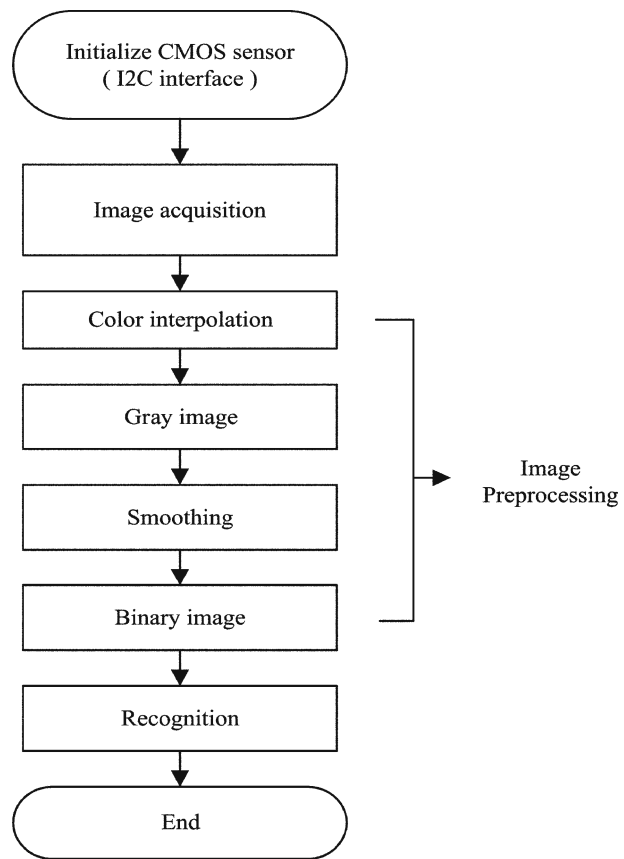 Initialize CMOS sensor
( I2C interface )
Image acquisition
Color interpolation
Gray image
Smoothing
Binary image
Recognition
End
Image
Preprocessing